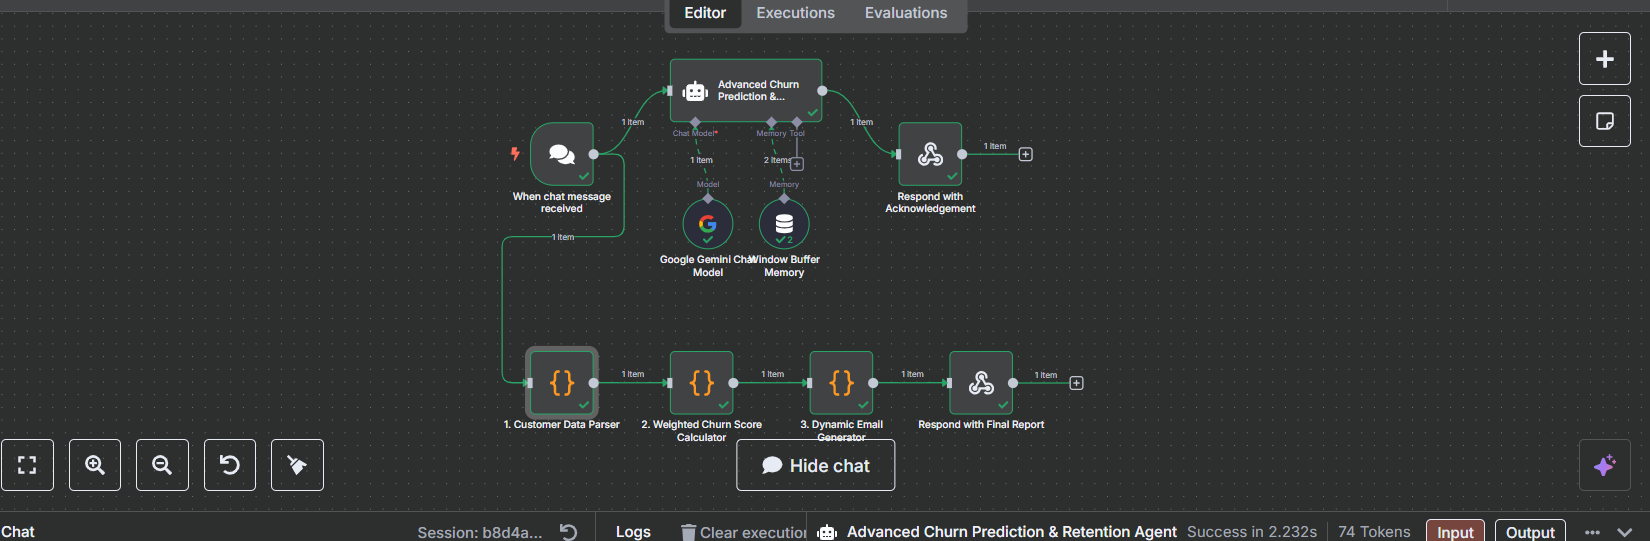 Editor
Executions
Evaluations
Advanced Churn
Prediction &...
1 Item
1 Item
Chat Model*
Memory
Tool
1 Item
1 Item
2 Items
Model
Memory
When chat message
received
Respond with
Acknowledgement
1 Item
2
Google Gemini Chat
Model
Window Buffer
Memory
1 Item
1 Item
1 Item
1 Item
1. Customer Data Parser
2. Weighted Churn Score
Calculator
3. Dynamic Email
Generator
Respond with Final Report
Hide chat
Chat
Session: b8d4a...
Logs
Clear execution
Advanced Churn Prediction & Retention Agent
Success in 2.232s
74 Tokens
Input
Output